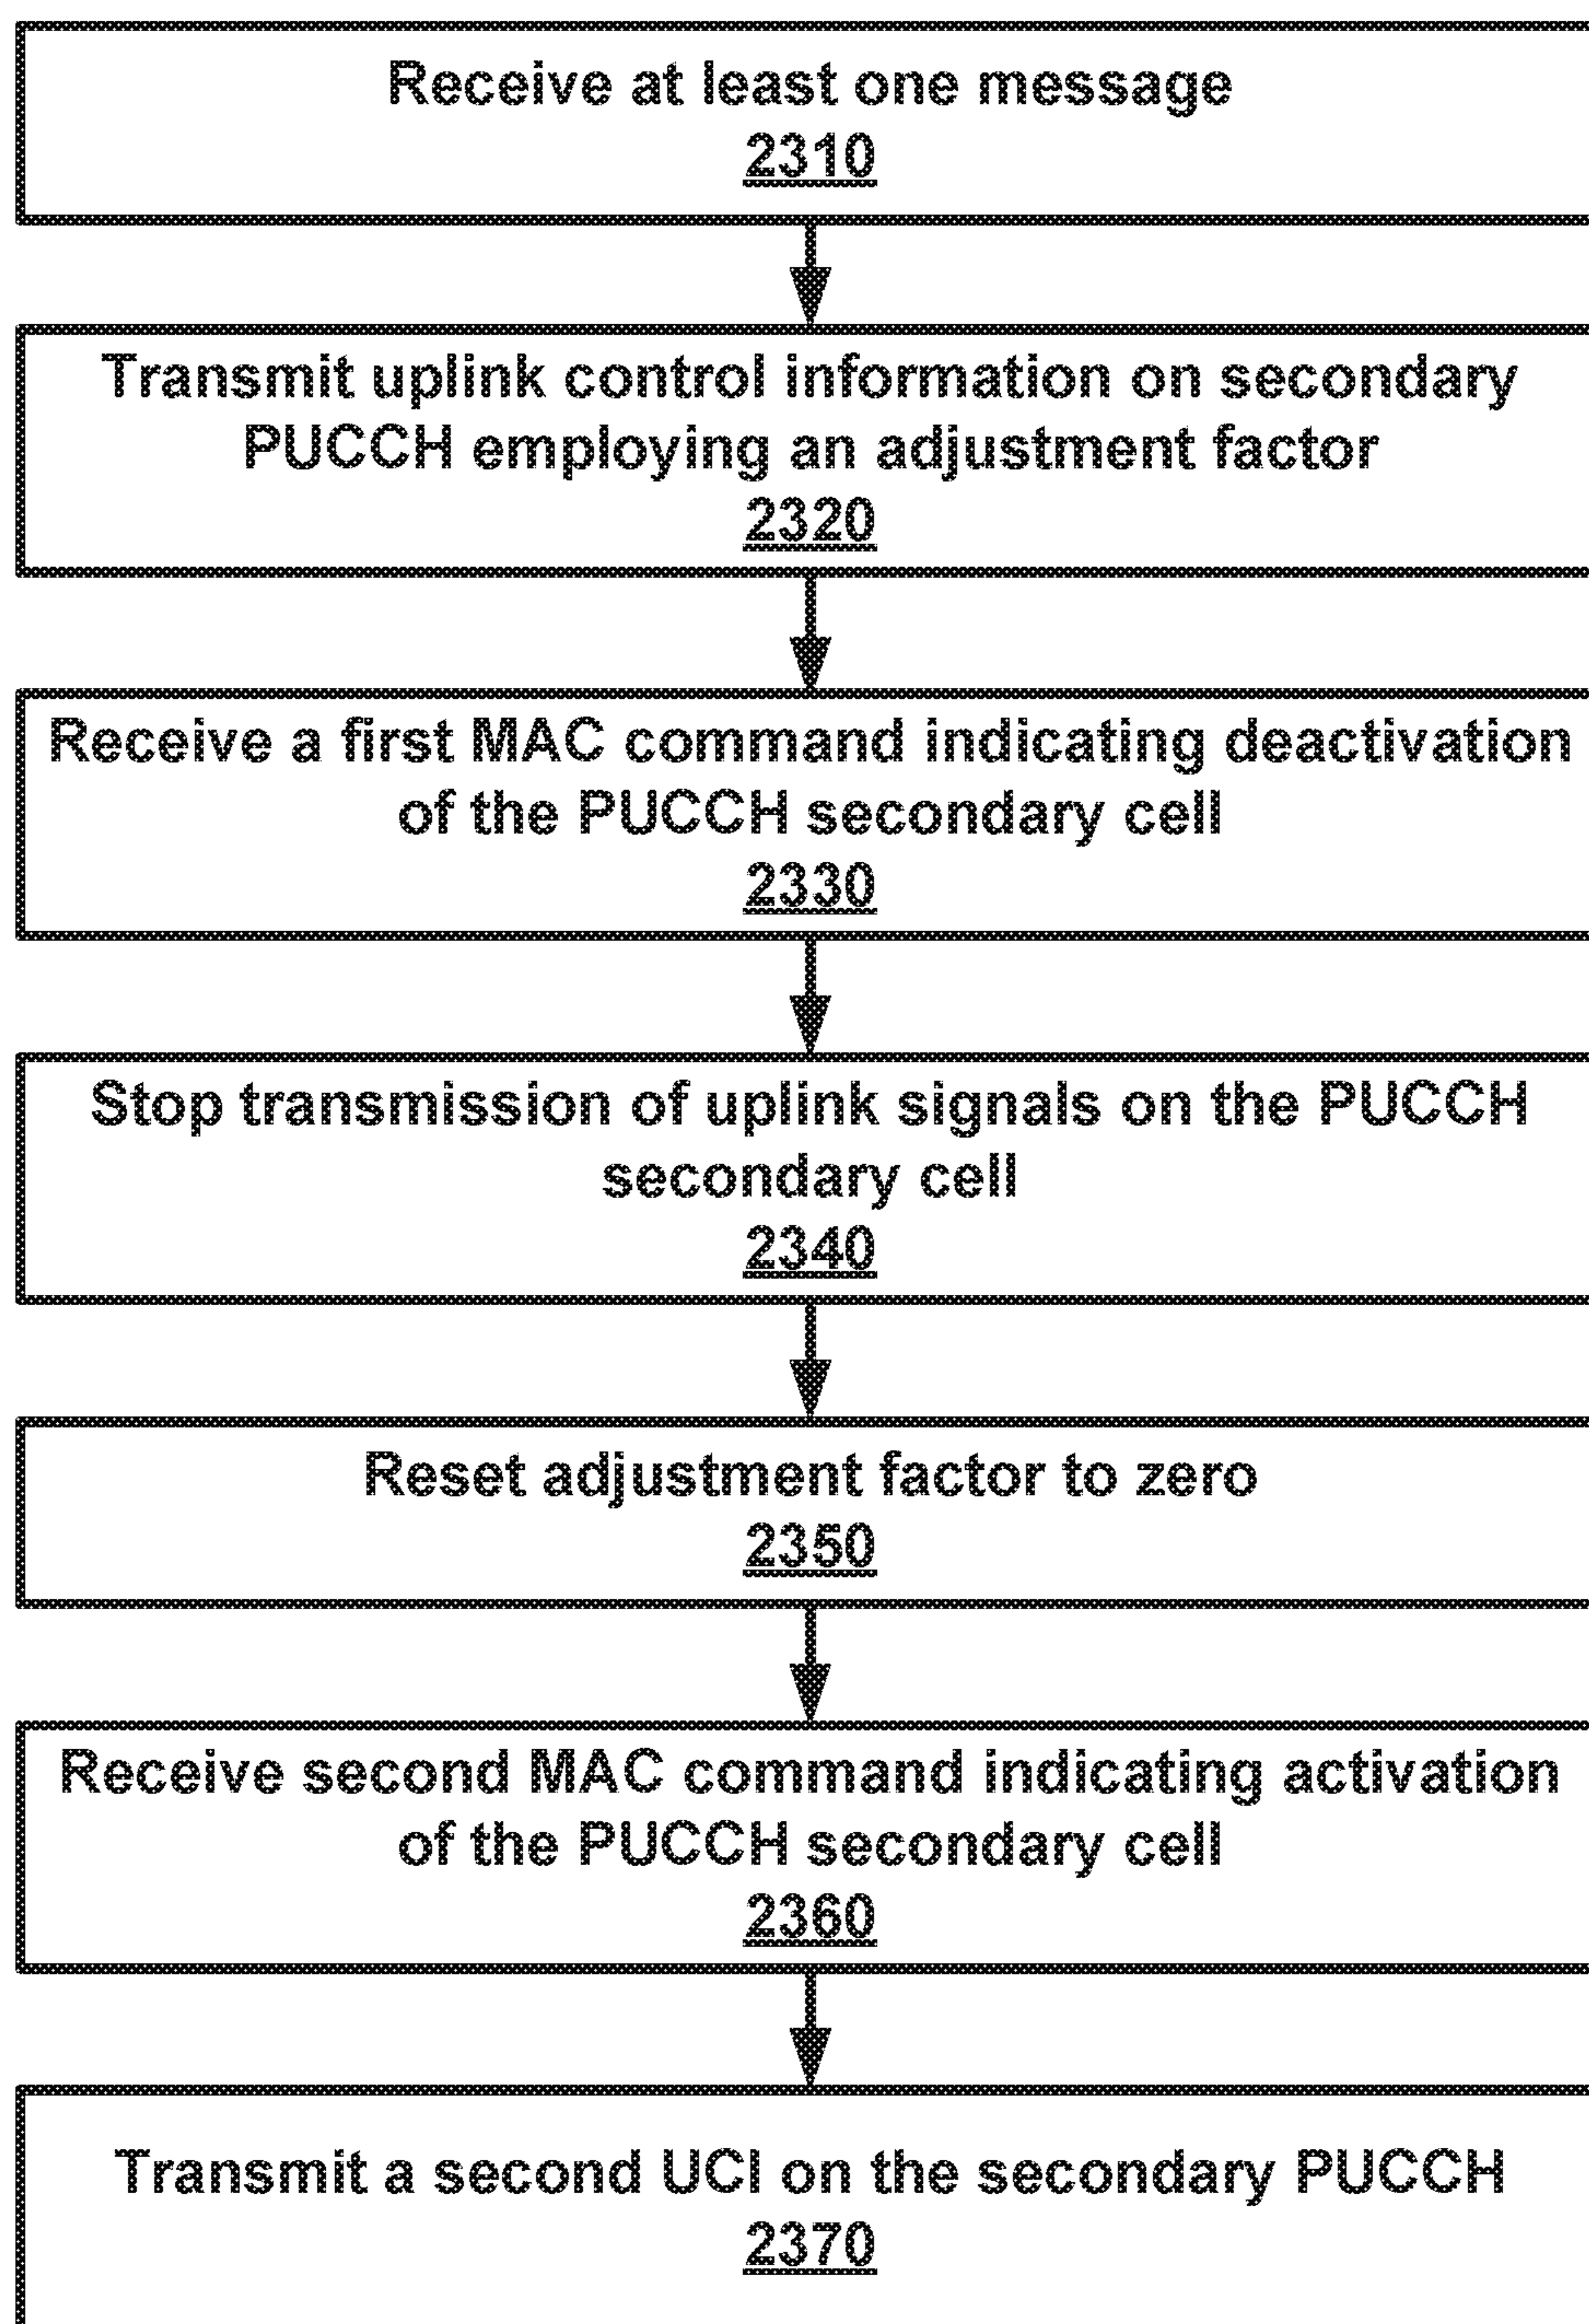 Receive at least one message
2310
Transmit uplink control information on secondary
PUCCH employing an adjustment factor
2320
Receive a first MAC command indicating deactivation
of the PUCCH secondary cell
2330
Stop transmission of uplink signals on the PUCCH
secondary cell
2340
Reset adjustment factor to zero
2350
Receive second MAC command indicating activation
of the PUCCH secondary cell
2360
Transmit a second UCI on the secondary PUCCH
2370